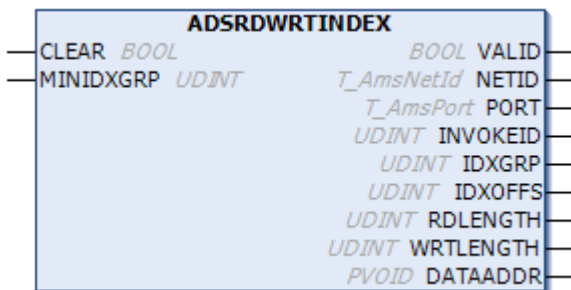 ADSRDWRTINDEX
CLEAR BOOL BOOL VALID
MINIDXGRP UDINT T_AmsNetId NETID
T_AmsPort PORT
UDINT INVOKEID
UDINT IDXGRP
UDINT IDXOFFS
UDINT RDLENGTH
UDINT WRTLENGTH
PVOID DATAADDR